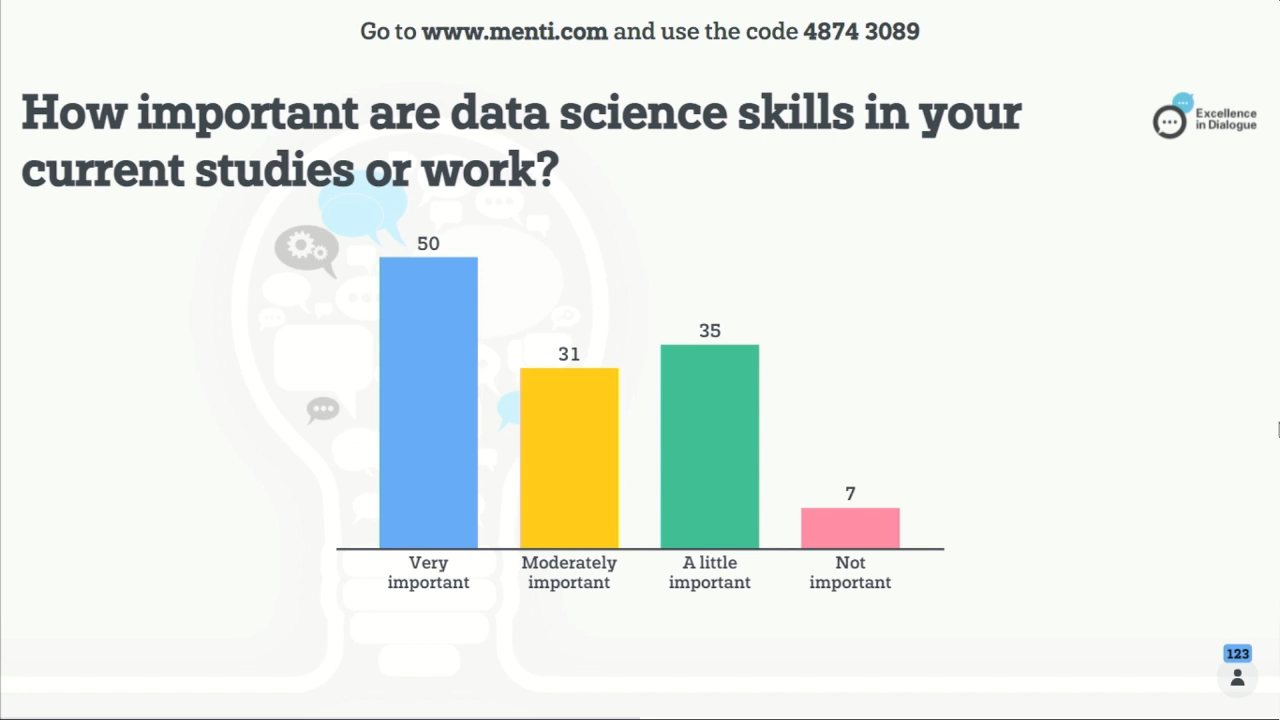 Go to www.menti.com and use the code 4874 3089
How important are data science skills in your
current studies or work?
Excellence
in Dialogue
50
31
35
7
Very
important
Moderately
important
A little
important
Not
important
123